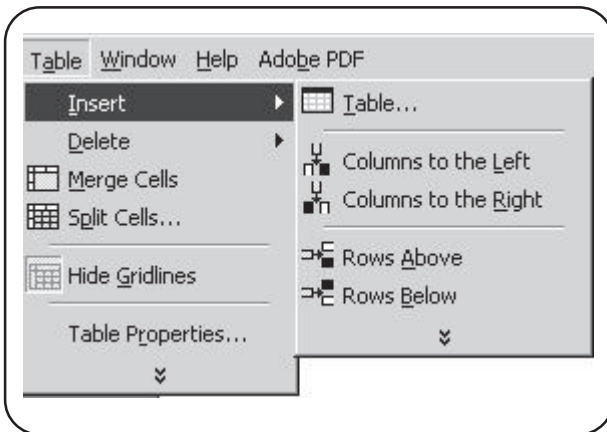 Table Window Help Adobe PDF
Insert
Delete
Merge Cells
Split Cells...
Hide Gridlines
Table Properties...
Table...
Columns to the Left
Columns to the Right
Rows Above
Rows Below